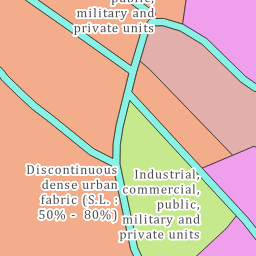 public,
military and
private units
Discontinuous
dense urban
fabric (S.L. :
50% - 80%)
Industrial,
commercial,
public,
military and
private units